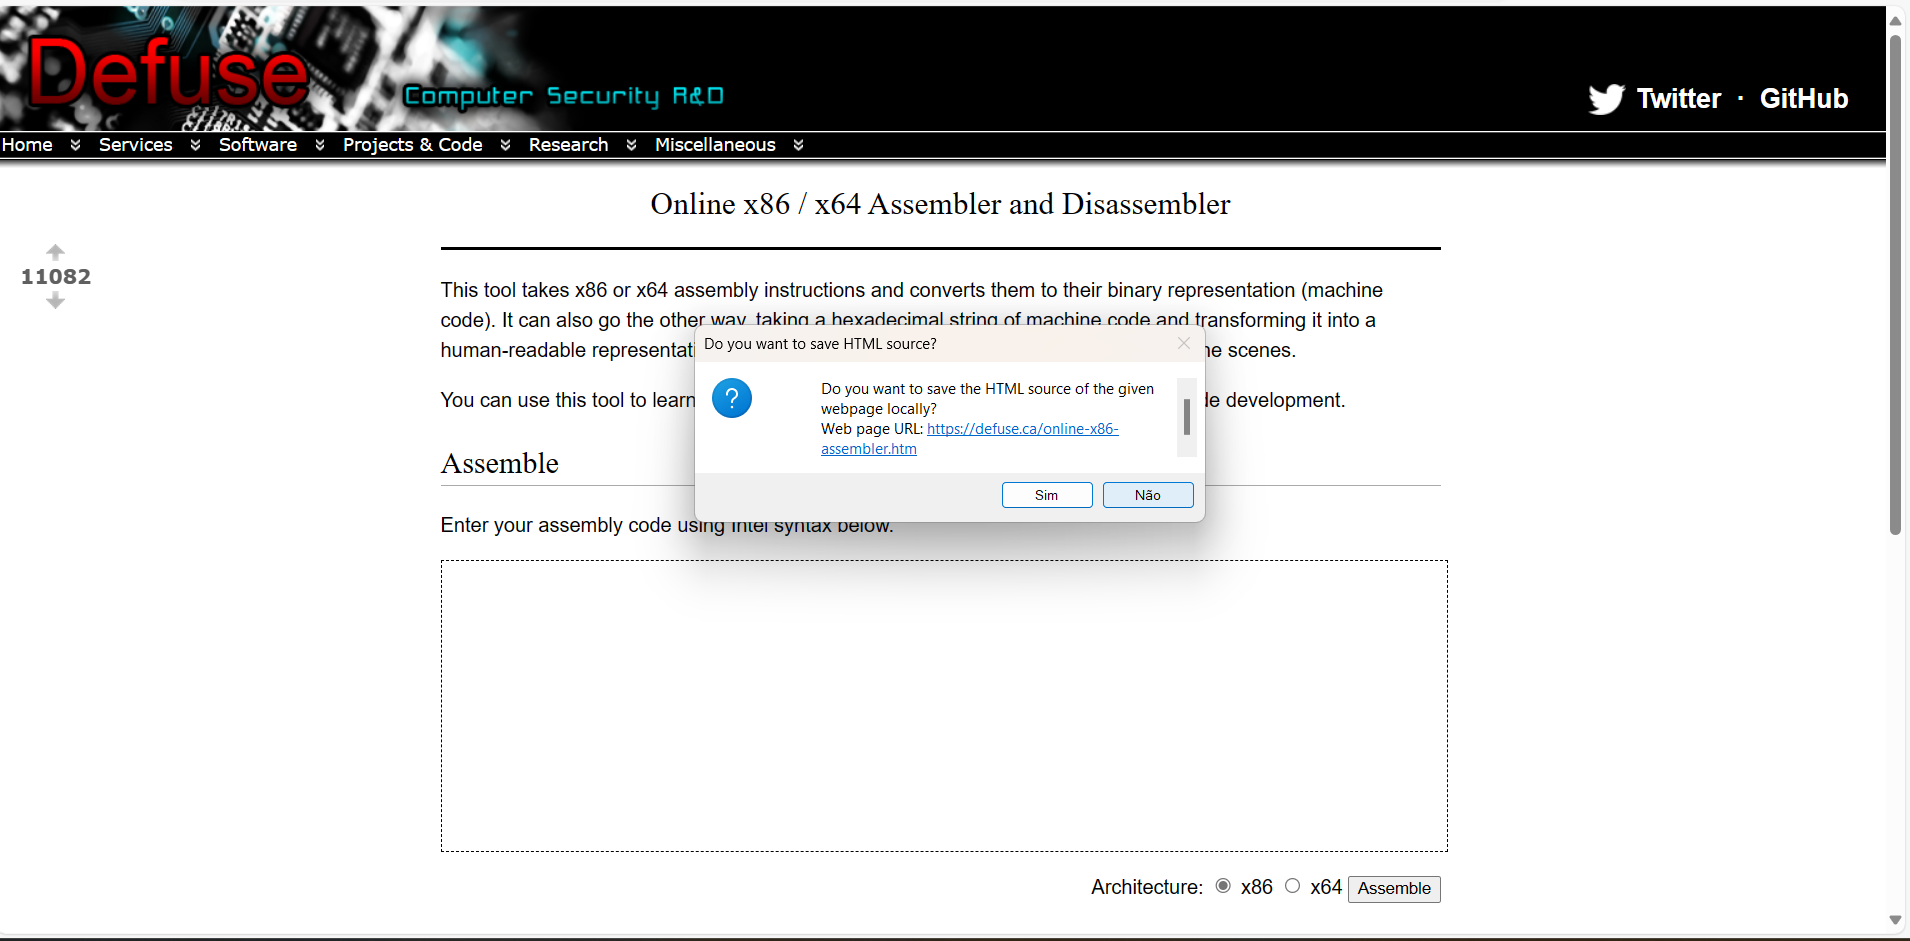 Defuse
Computer Security R&D
Twitter · GitHub
Home Services Software Projects & Code Research Miscellaneous
Online x86 / x64 Assembler and Disassembler
11082
This tool takes x86 or x64 assembly instructions and converts them to their binary representation (machine
code). It can also go the other way, taking a hexadecimal string of machine code and transforming it into a
human-readable representati
ne scenes.
You can use this tool to learn
de development.
Do you want to save HTML source?
Do you want to save the HTML source of the given
webpage locally?
Web page URL: https://defuse.ca/online-x86-
assembler.htm
Sim Não
Assemble
Enter your assembly code using Intel syntax below.
Architecture: x86 x64 Assemble